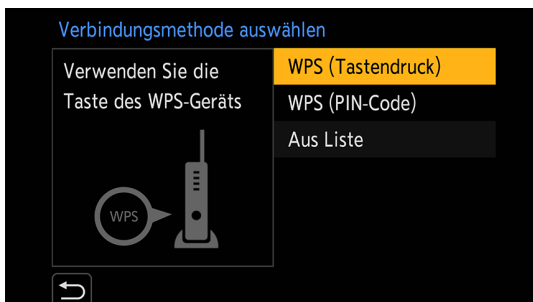 Verbindungsmethode auswählen
Verwenden Sie die
Taste des WPS-Geräts
WPS
WPS (Tastendruck)
WPS (PIN-Code)
Aus Liste